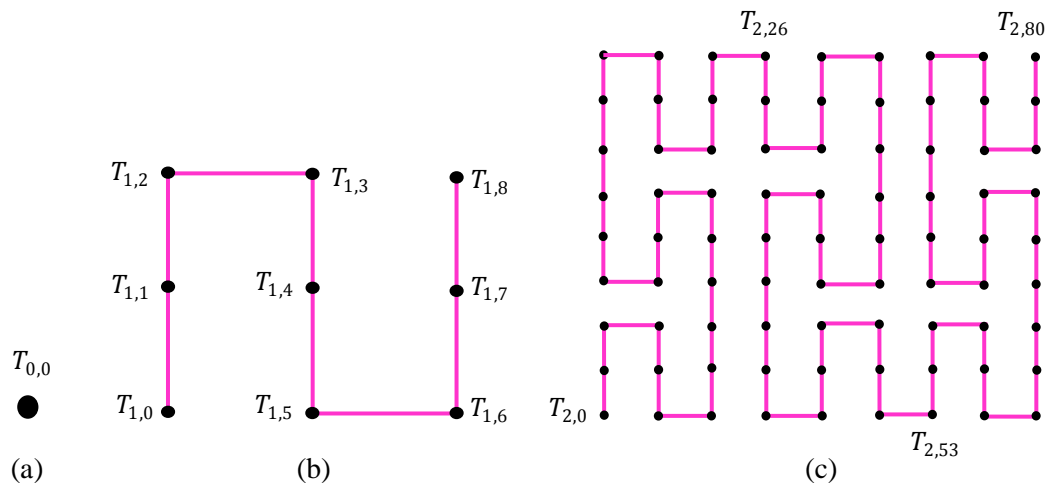 T2,26 T2,80
T1,2 T1,3 T1,8
T1,1 T1,4 T1,7
T0,0
T1,0 T1,5 T1,6 T2,0
T2,53
(a) (b) (c)